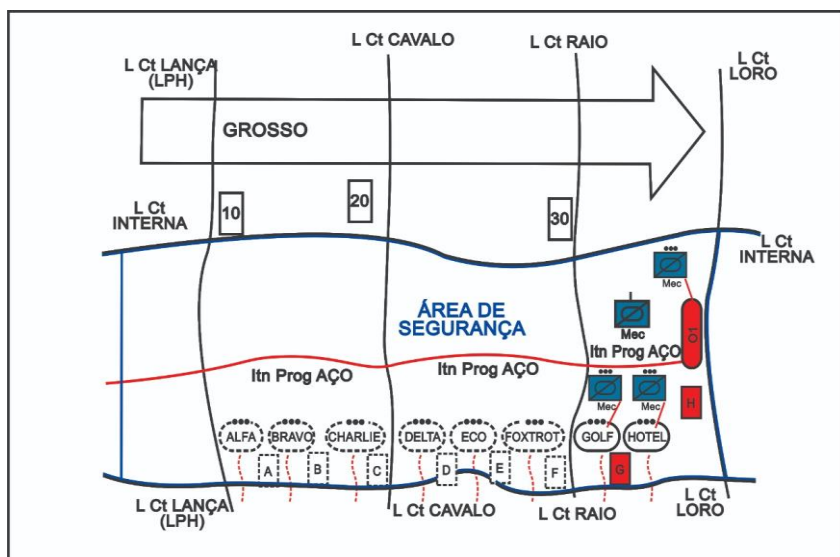 L Ct CAVALO
L Ct RAIO
L Ct LANÇA
(LPH)
L Ct
LORO
GROSSO
10
20
30
L Ct
INTERNA
L Ct
INTERNA
Mec
Mec
ÁREA DE
SEGURANÇA
O1
Itn Prog AÇO
Itn Prog AÇO
Itn Prog AÇO
Mec
Mec
H
ALFA
BRAVO
CHARLIE
DELTA
ECO
FOXTROT
GOLF
HOTEL
A
B
C
D
E
F
G
L Ct LANÇA
(LPH)
L Ct CAVALO
L Ct RAIO
L Ct
LORO